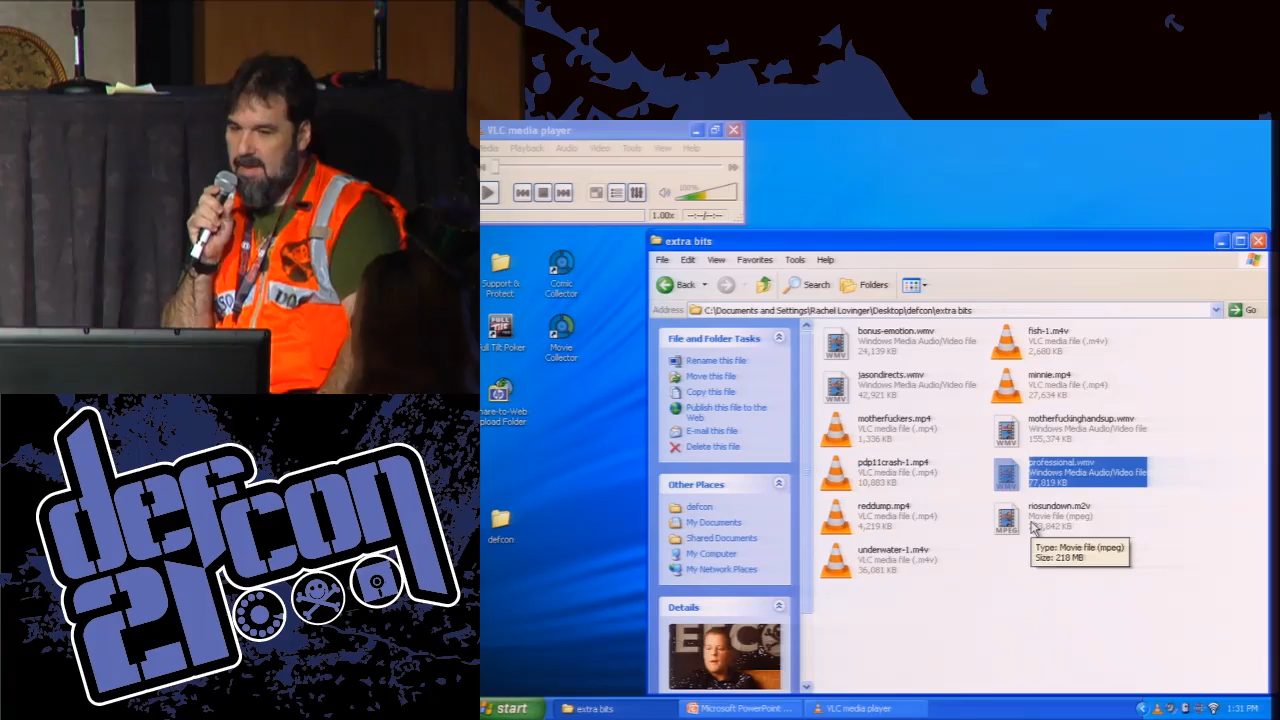 VLC media player
Playback Audio Video Tools View Help
100%
1.00x --:--/--:--
Support &
Protect
Comic
Collector
Full Tilt Poker
Movie
Collector
Share-to-Web
Upload Folder
defcon
extra bits
File Edit View Favorites Tools Help
Back Search Folders
Address C:\Documents and Settings\Rachel Lovinger\Desktop\defcon\extra bits Go
File and Folder Tasks
Rename this file
Move this file
Copy this file
Publish this file to the
Web
E-mail this file
Delete this file
Other Places
defcon
My Documents
Shared Documents
My Computer
My Network Places
Details
bonus-emotion.wmv
Windows Media Audio/Video file
24,139 KB
fish-1.m4v
VLC media file (.m4v)
2,680 KB
jasondirects.wmv
Windows Media Audio/Video file
42,921 KB
minnie.mp4
VLC media file (.mp4)
27,634 KB
motherfuckers.mp4
VLC media file (.mp4)
1,336 KB
motherfuckinghandsup.wmv
Windows Media Audio/Video file
155,374 KB
pdp11crash-1.mp4
VLC media file (.mp4)
10,883 KB
professional.wmv
Windows Media Audio/Video file
77,819 KB
reddump.mp4
VLC media file (.mp4)
4,219 KB
riosundown.m2v
Movie file (mpeg)
Type: Movie file (mpeg)
Size: 218 MB
underwater-1.m4v
VLC media file (.m4v)
36,081 KB
start extra bits Microsoft PowerPoint ... VLC media player 1:31 PM
defcon
21